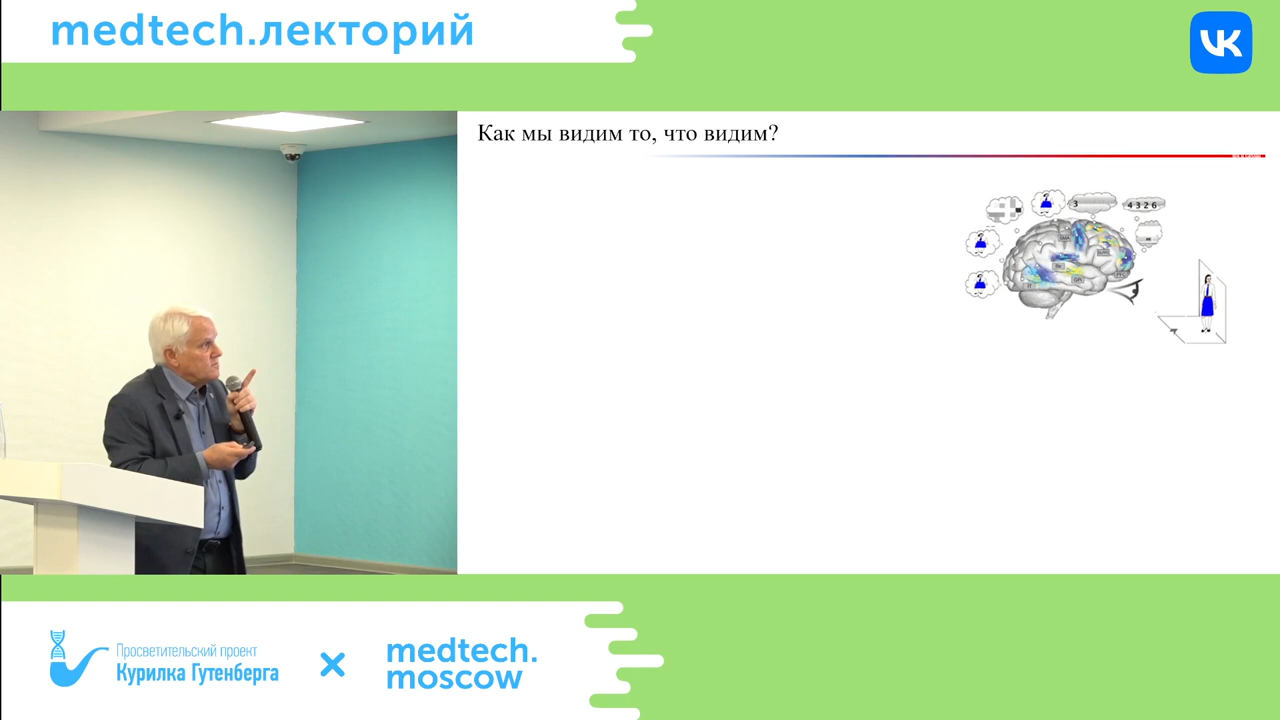 medtech.лекторий
Как мы видим то, что видим?
3
4 3 2 6
Просветительский проект
Курилка Гутенберга
×
medtech.
moscow